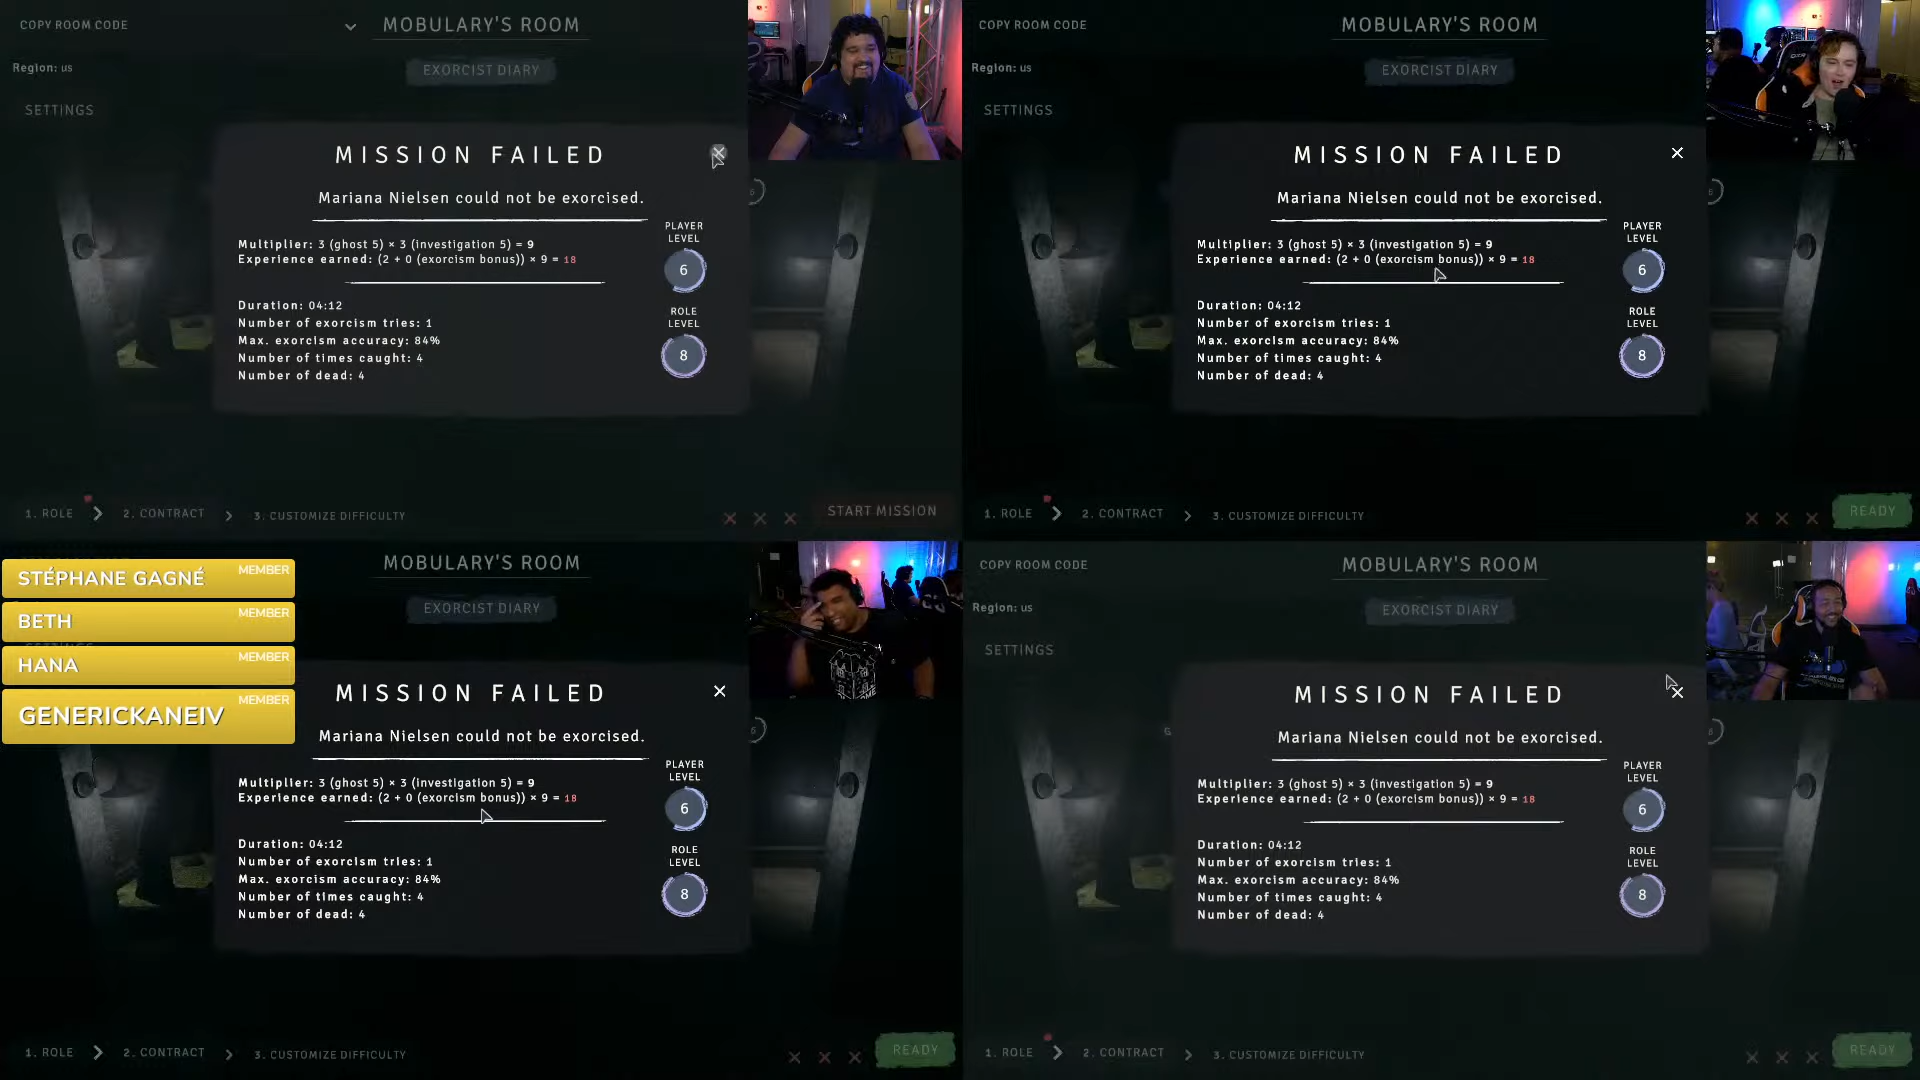 COPY ROOM CODE
MOBULARY'S ROOM
EXORCIST DIARY
Region: us
SETTINGS
MISSION FAILED
Mariana Nielsen could not be exorcised.
Multiplier: 3 (ghost 5) × 3 (investigation 5) = 9
Experience earned: (2 + 0 (exorcism bonus)) × 9 = 18
Duration: 04:12
Number of exorcism tries: 1
Max. exorcism accuracy: 84%
Number of times caught: 4
Number of dead: 4
PLAYER
LEVEL
6
ROLE
LEVEL
8
1. ROLE
2. CONTRACT
3. CUSTOMIZE DIFFICULTY
START MISSION
COPY ROOM CODE
MOBULARY'S ROOM
EXORCIST DIARY
Region: us
SETTINGS
MISSION FAILED
Mariana Nielsen could not be exorcised.
Multiplier: 3 (ghost 5) × 3 (investigation 5) = 9
Experience earned: (2 + 0 (exorcism bonus)) × 9 = 18
Duration: 04:12
Number of exorcism tries: 1
Max. exorcism accuracy: 84%
Number of times caught: 4
Number of dead: 4
PLAYER
LEVEL
6
ROLE
LEVEL
8
1. ROLE
2. CONTRACT
3. CUSTOMIZE DIFFICULTY
READY
STÉPHANE GAGNÉ
MEMBER
BETH
MEMBER
HANA
MEMBER
GENERICKANEIV
MEMBER
MOBULARY'S ROOM
EXORCIST DIARY
MISSION FAILED
Mariana Nielsen could not be exorcised.
Multiplier: 3 (ghost 5) × 3 (investigation 5) = 9
Experience earned: (2 + 0 (exorcism bonus)) × 9 = 18
Duration: 04:12
Number of exorcism tries: 1
Max. exorcism accuracy: 84%
Number of times caught: 4
Number of dead: 4
PLAYER
LEVEL
6
ROLE
LEVEL
8
1. ROLE
2. CONTRACT
3. CUSTOMIZE DIFFICULTY
READY
COPY ROOM CODE
MOBULARY'S ROOM
EXORCIST DIARY
Region: us
SETTINGS
MISSION FAILED
Mariana Nielsen could not be exorcised.
Multiplier: 3 (ghost 5) × 3 (investigation 5) = 9
Experience earned: (2 + 0 (exorcism bonus)) × 9 = 18
Duration: 04:12
Number of exorcism tries: 1
Max. exorcism accuracy: 84%
Number of times caught: 4
Number of dead: 4
PLAYER
LEVEL
6
ROLE
LEVEL
8
1. ROLE
2. CONTRACT
3. CUSTOMIZE DIFFICULTY
READY